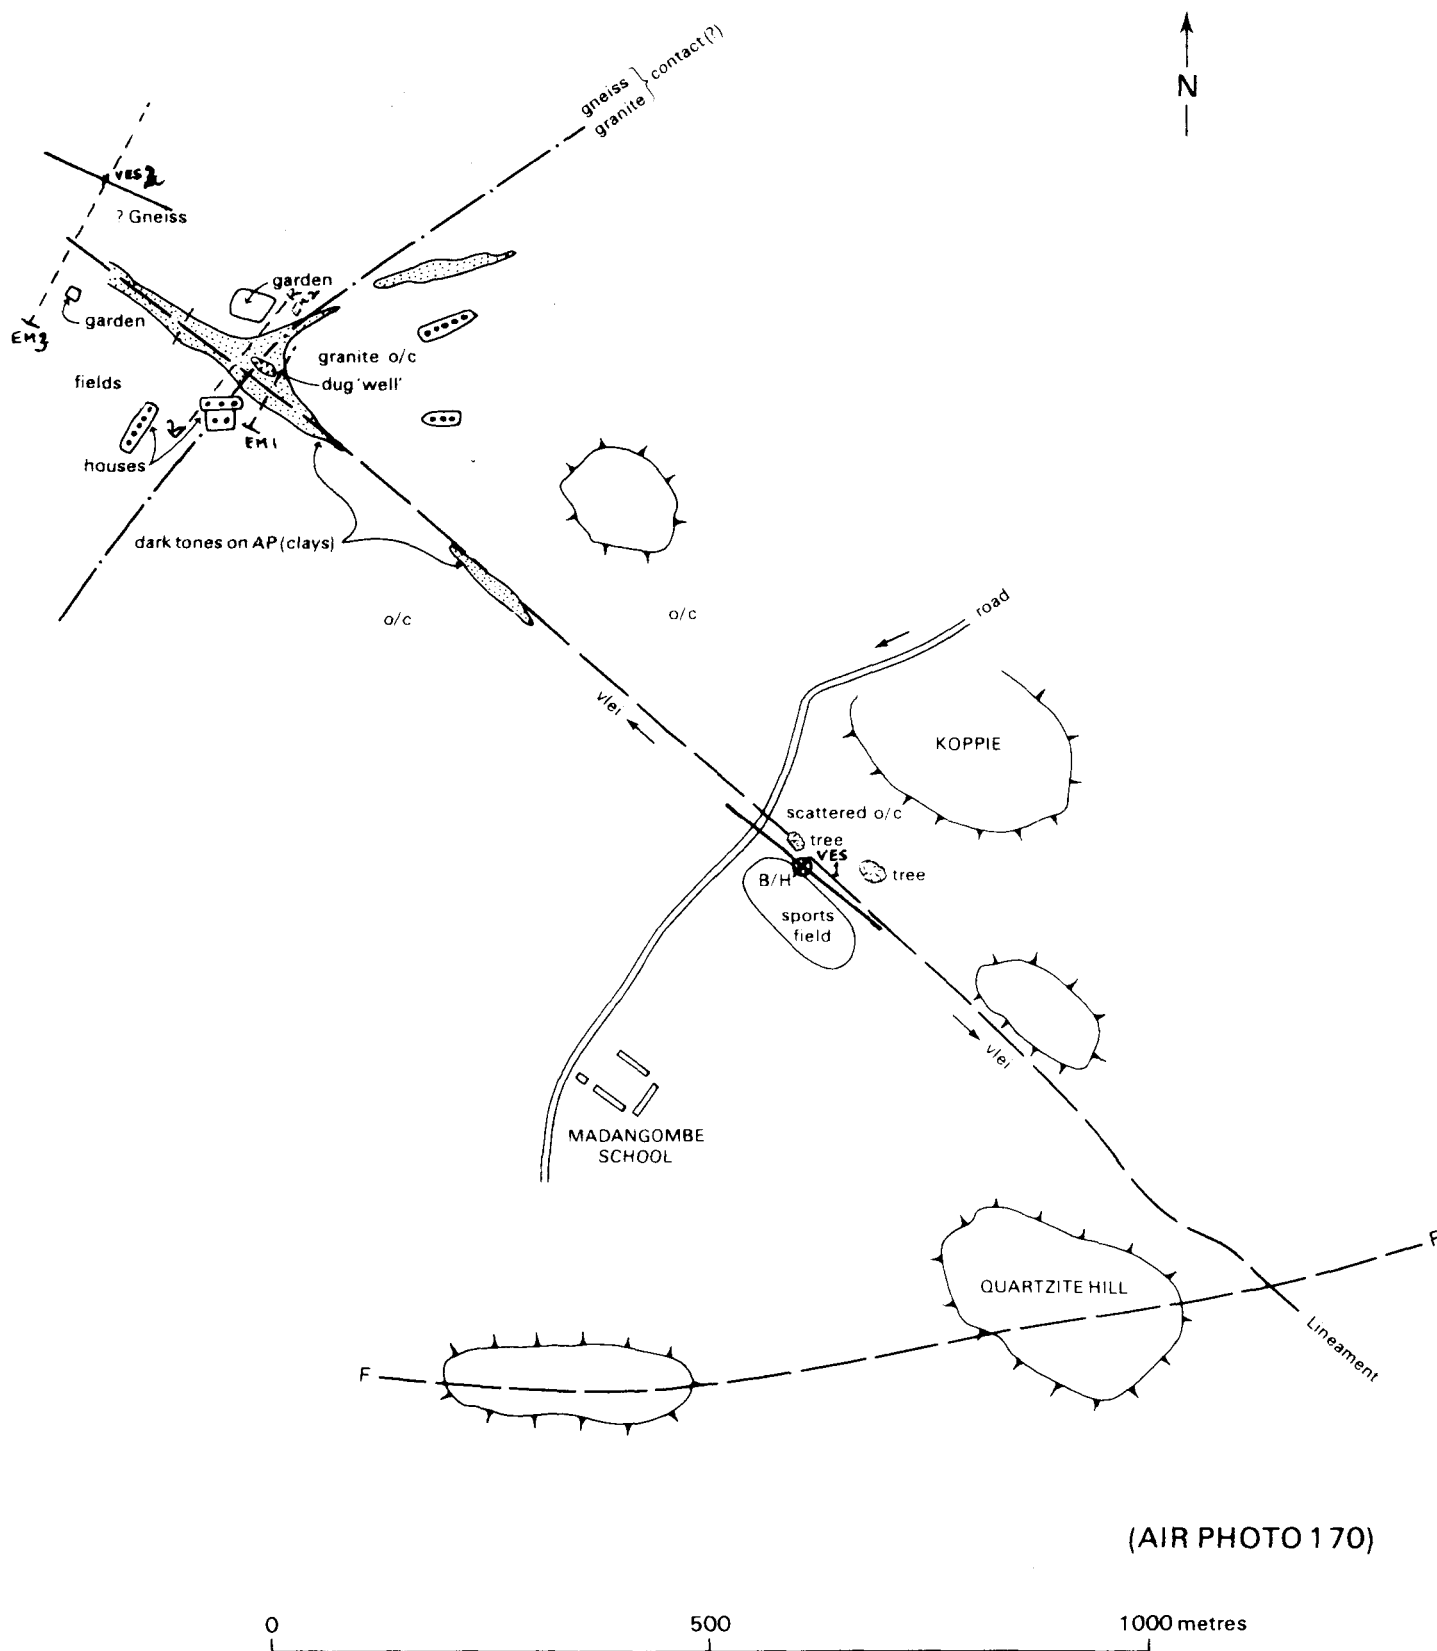 gneiss
granite
contact (?)
N
VES 2
? Gneiss
garden
garden
EM3
granite o/c
dug 'well'
fields
EM1
houses
dark tones on AP (clays)
o/c
o/c
road
vlei
KOPPIE
scattered o/c
tree
VES 1
B/H
tree
sports
field
vlei
MADANGOMBE
SCHOOL
QUARTZITE HILL
F
F
Lineament
(AIR PHOTO 170)
0 500 1000 metres